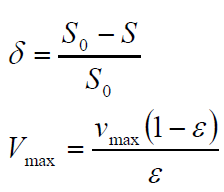 δ = (S₀ − S) / S₀
V_max = v_max (1 − ε) / ε